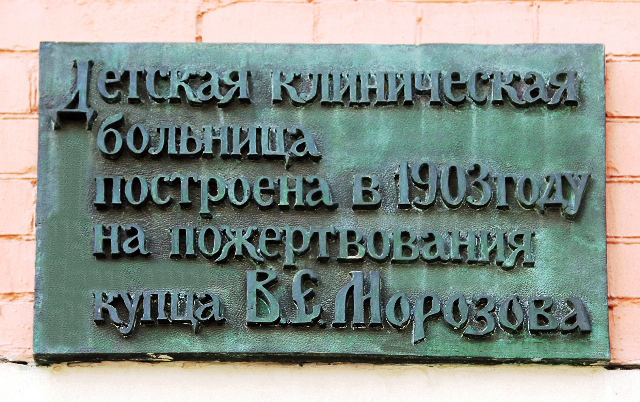 Детская клиническая
больница
построена в 1903 году
на пожертвования
купца В.Е. Морозова